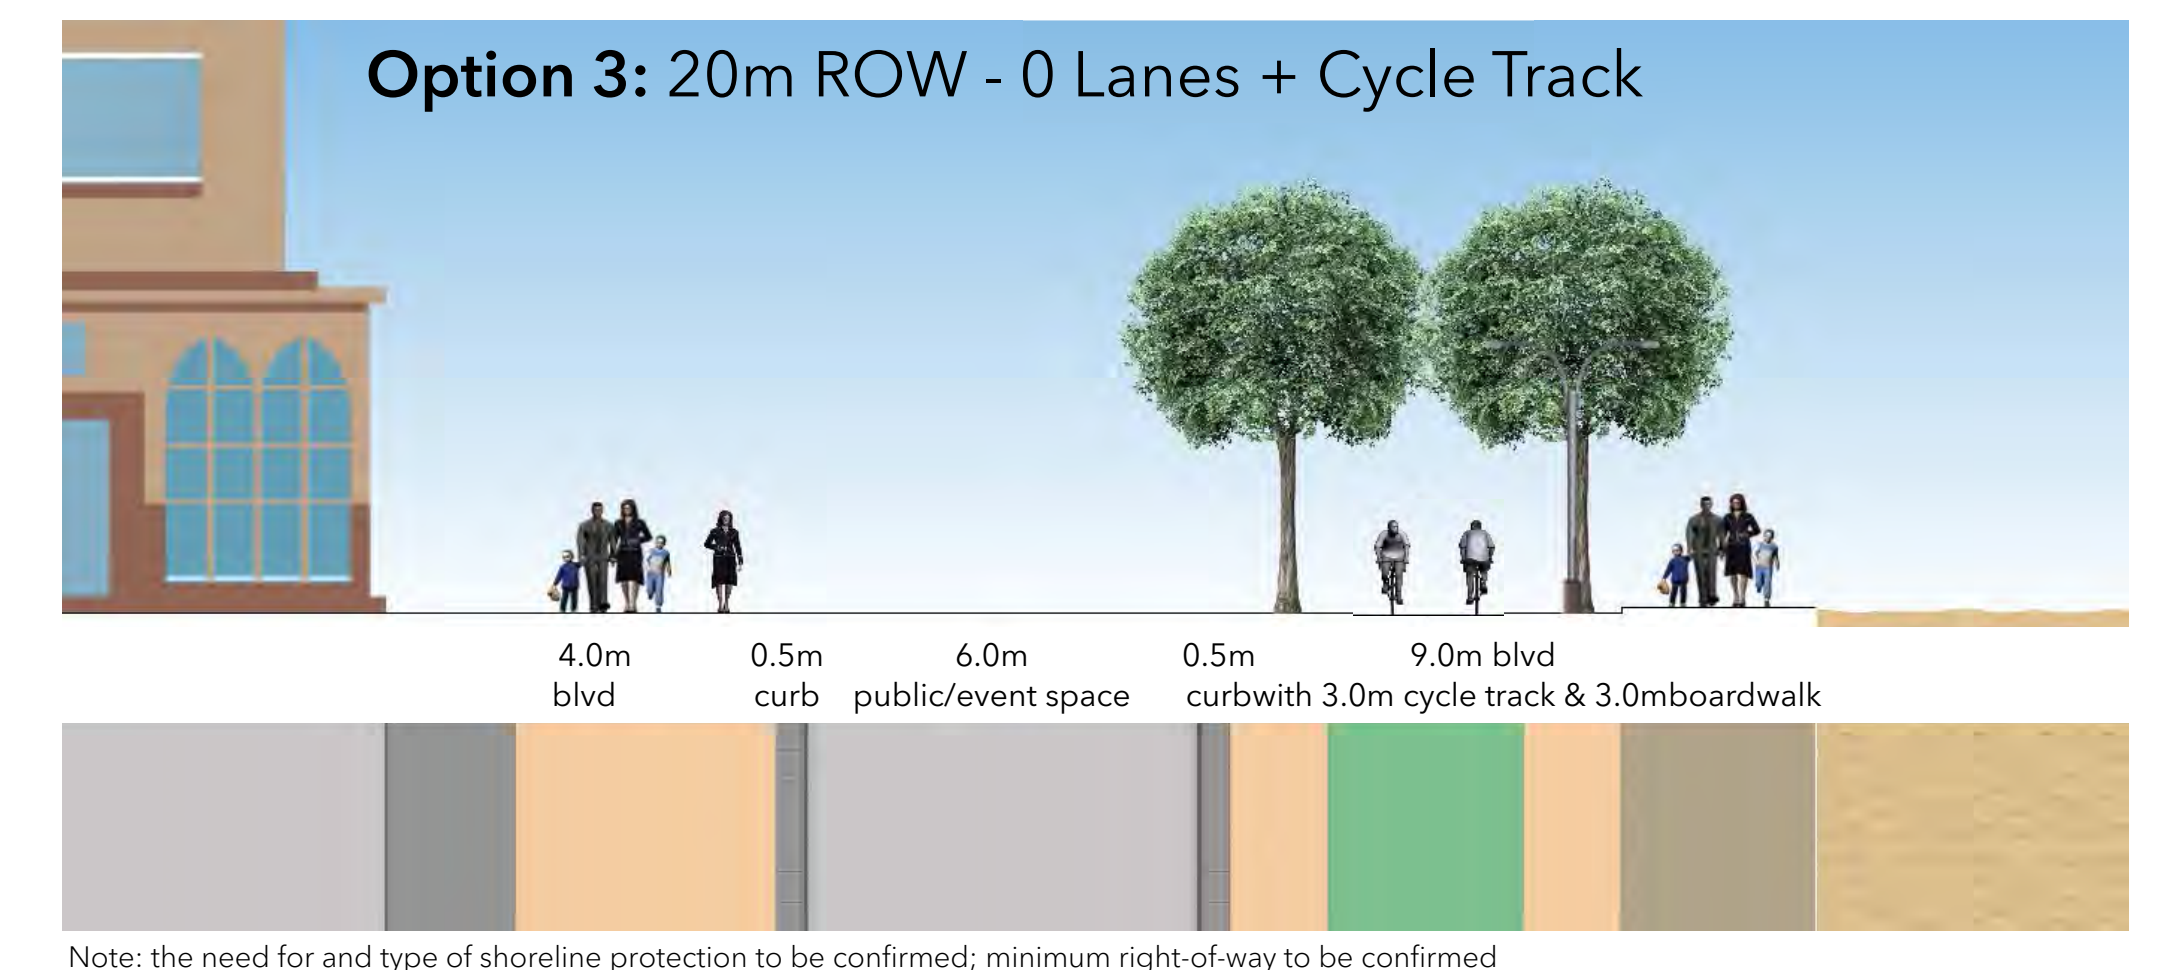 Option 3: 20m ROW - 0 Lanes + Cycle Track
4.0m 0.5m 6.0m 0.5m 9.0m blvd
blvd curb public/event space curbwith 3.0m cycle track & 3.0mboardwalk
Note: the need for and type of shoreline protection to be confirmed; minimum right-of-way to be confirmed